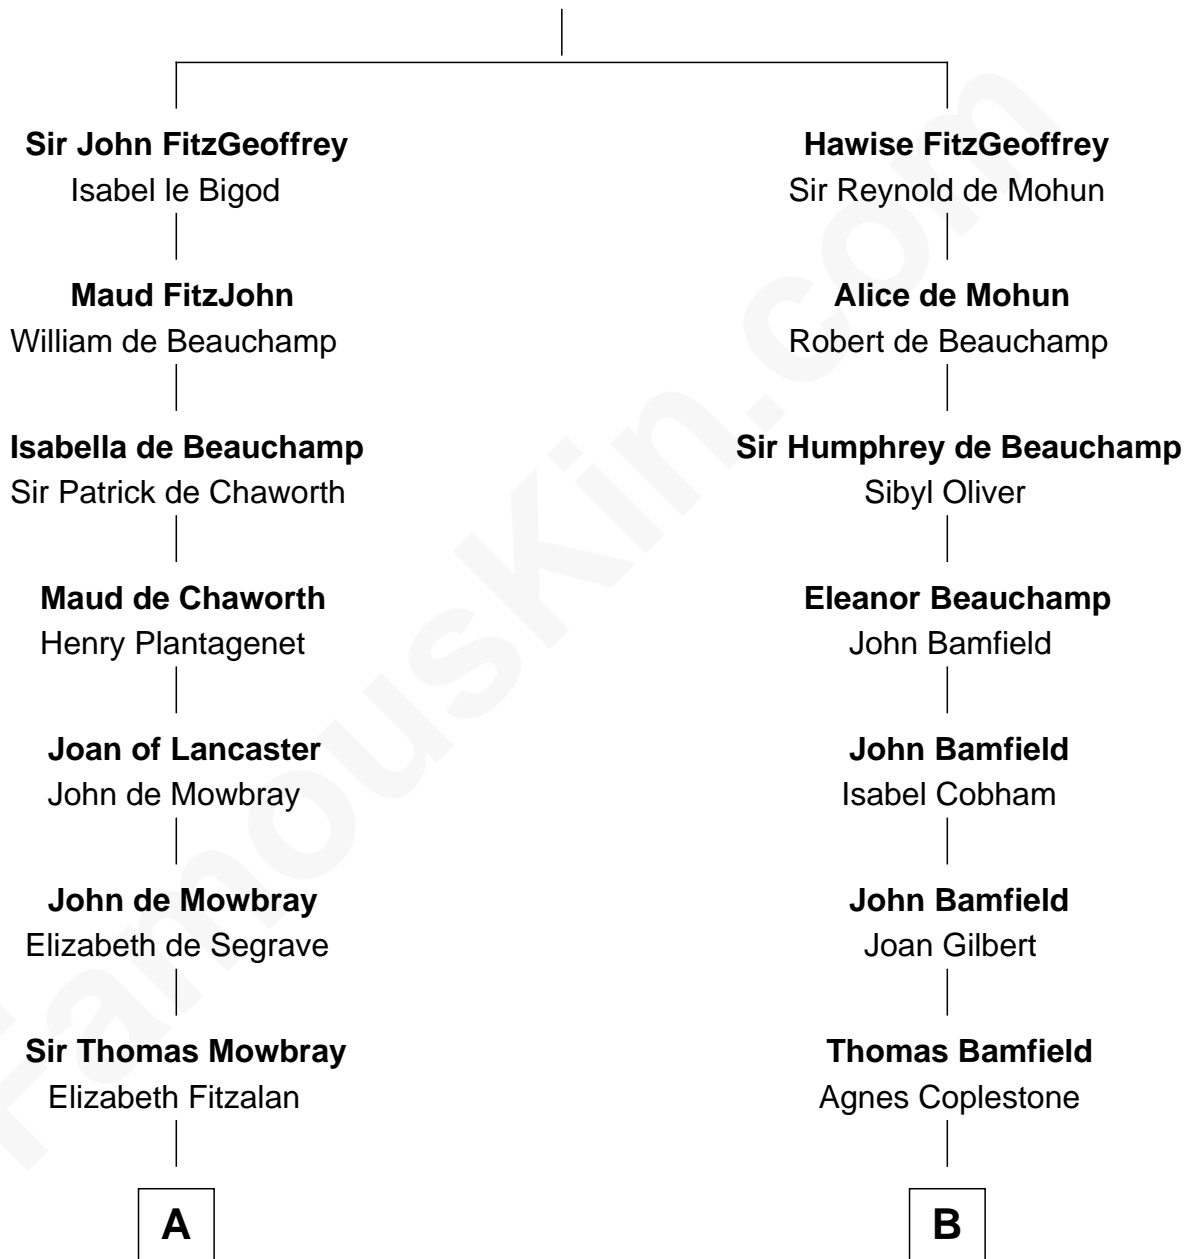 Sir John FitzGeoffrey
Isabel le Bigod
Maud FitzJohn
William de Beauchamp
Isabella de Beauchamp
Sir Patrick de Chaworth
Maud de Chaworth
Henry Plantagenet
Joan of Lancaster
John de Mowbray
John de Mowbray
Elizabeth de Segrave
Sir Thomas Mowbray
Elizabeth Fitzalan
A
Hawise FitzGeoffrey
Sir Reynold de Mohun
Alice de Mohun
Robert de Beauchamp
Sir Humphrey de Beauchamp
Sibyl Oliver
Eleanor Beauchamp
John Bamfield
John Bamfield
Isabel Cobham
John Bamfield
Joan Gilbert
Thomas Bamfield
Agnes Coplestone
B
FamousKin.com